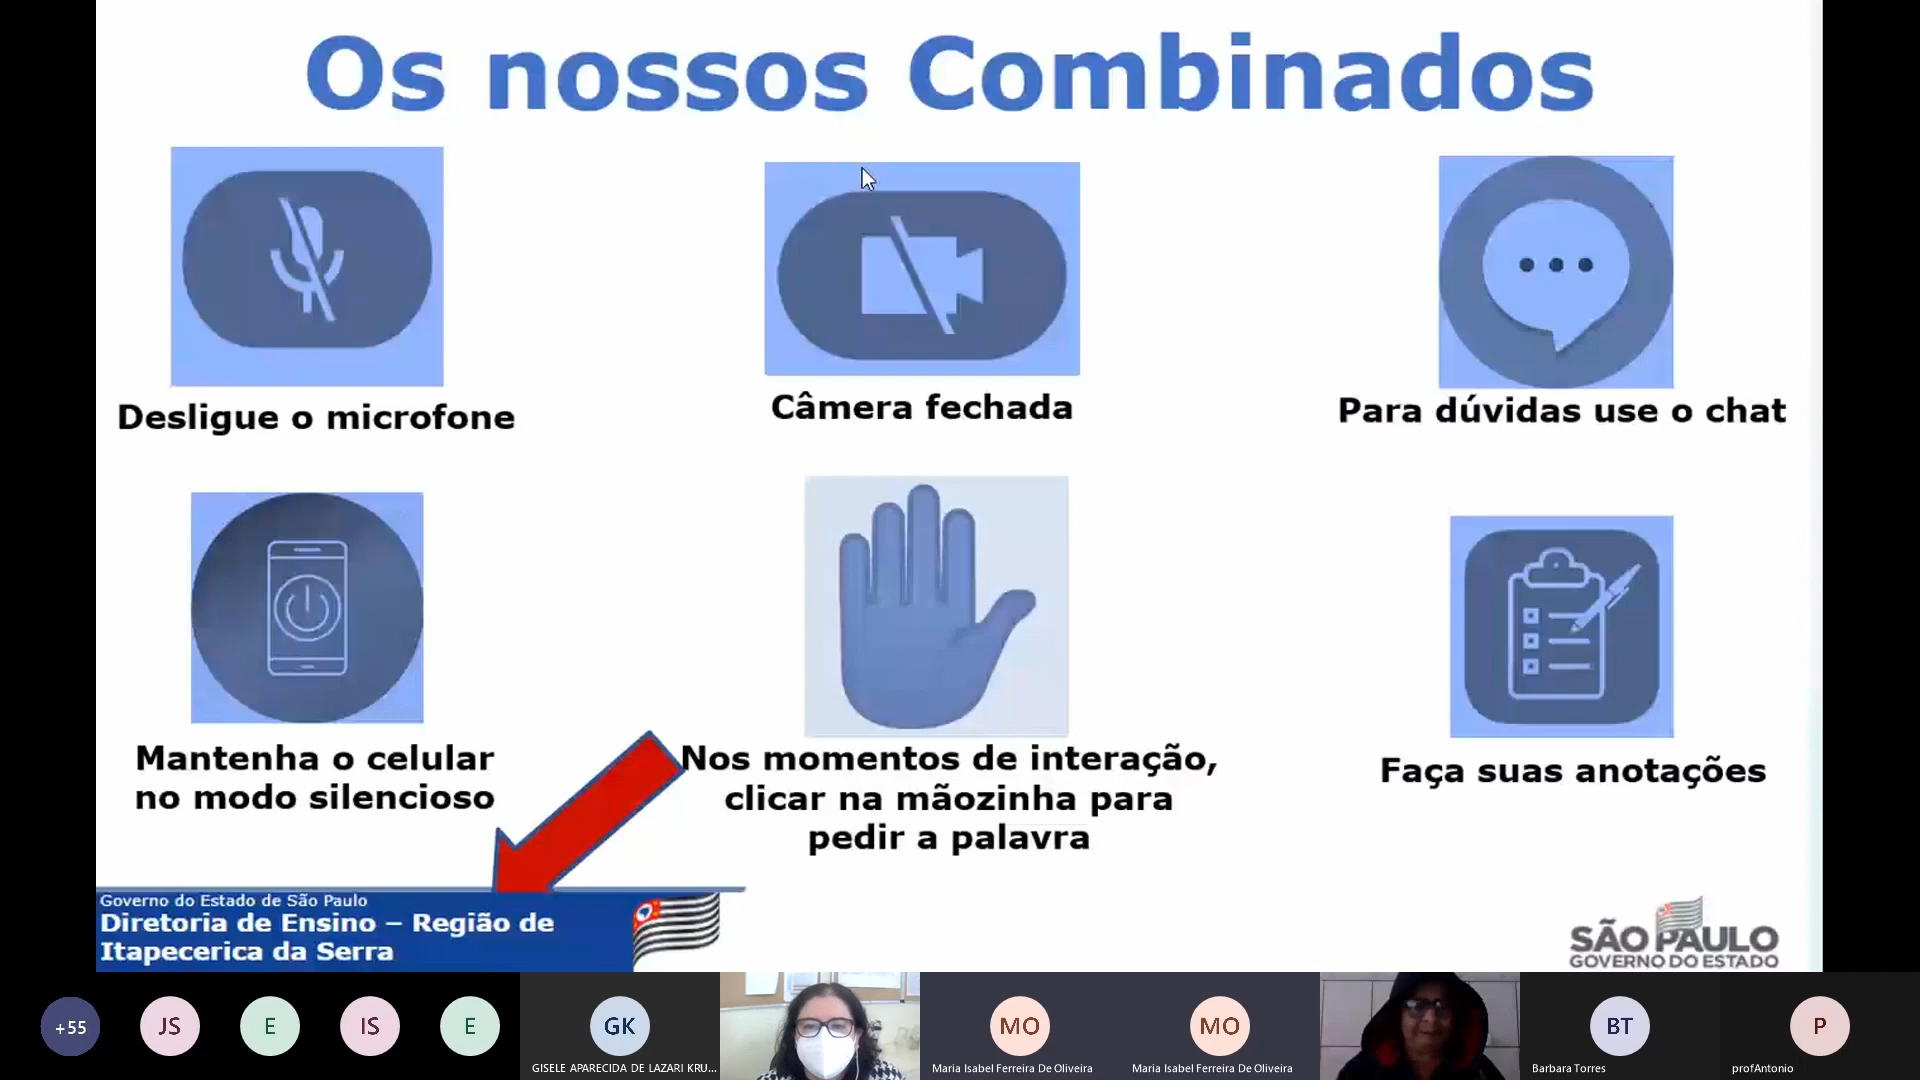 Os nossos Combinados
Desligue o microfone
Câmera fechada
Para dúvidas use o chat
Mantenha o celular
no modo silencioso
Nos momentos de interação,
clicar na mãozinha para
pedir a palavra
Faça suas anotações
Governo do Estado de São Paulo
Diretoria de Ensino – Região de
Itapecerica da Serra
SÃO PAULO
GOVERNO DO ESTADO
+55
JS
E
IS
E
GK
GISELE APARECIDA DE LAZARI KRU...
MO
Maria Isabel Ferreira De Oliveira
MO
Maria Isabel Ferreira De Oliveira
BT
Barbara Torres
P
profAntonio